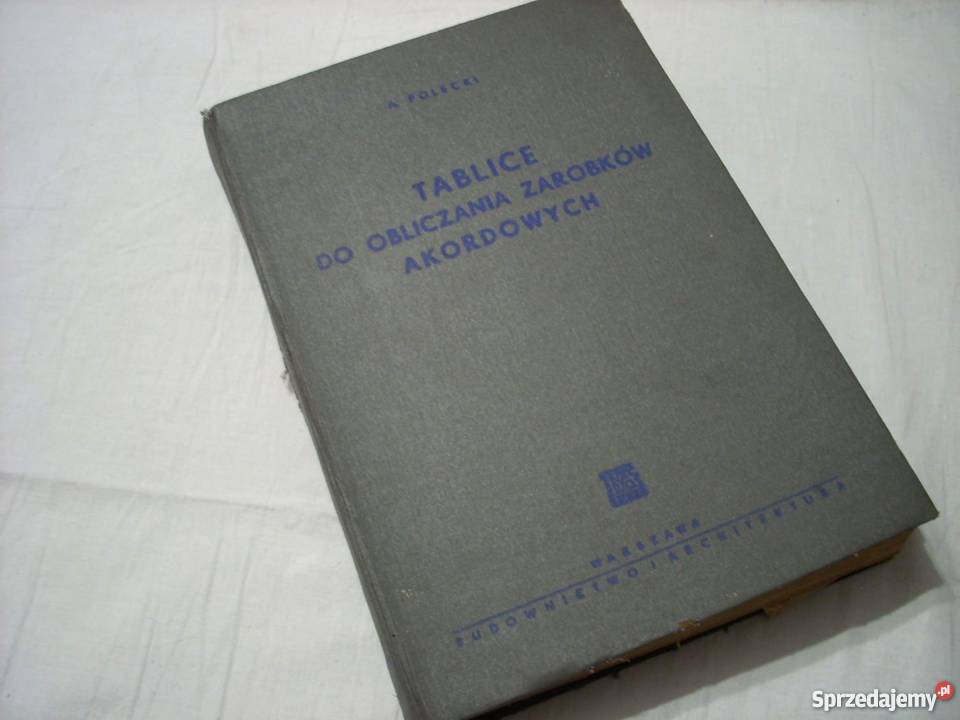 A POLECKI
TABLICE
DO OBLICZANIA ZAROBKÓW
AKORDOWYCH
WARSZAWA
BUDOWNICTWO I ARCHITEKTURA
Sprzedajemy.pl